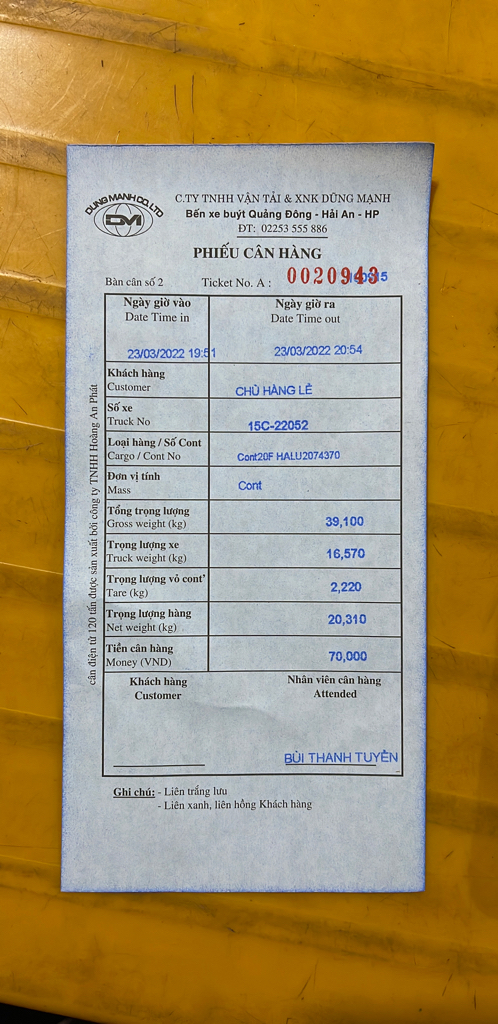 DUNG MANH CO., LTD
DM
C.TY TNHH VẬN TẢI & XNK DŨNG MẠNH
Bến xe buýt Quảng Đông - Hải An - HP
ĐT: 02253 555 886
PHIẾU CÂN HÀNG
Bàn cân số 2 Ticket No. A : 0020943
Ngày giờ vào Ngày giờ ra
Date Time in Date Time out
23/03/2022 19:51 23/03/2022 20:54
Khách hàng
Customer CHÙ HÀNG LẺ
Số xe
Truck No 15C-22052
Loại hàng / Số Cont
Cargo / Cont No Cont20F HALU2074370
Đơn vị tính
Mass Cont
Tổng trọng lượng
Gross weight (kg) 39,100
Trọng lượng xe
Truck weight (kg) 16,570
Trọng lượng vỏ cont'
Tare (kg) 2,220
Trọng lượng hàng
Net weight (kg) 20,310
Tiền cân hàng
Money (VND) 70,000
Khách hàng Nhân viên cân hàng
Customer Attended
BÙI THANH TUYỀN
Ghi chú: - Liên trắng lưu
- Liên xanh, liên hồng Khách hàng
cân điện tử 120 tấn được sản xuất bởi công ty TNHH Hoàng An Phát